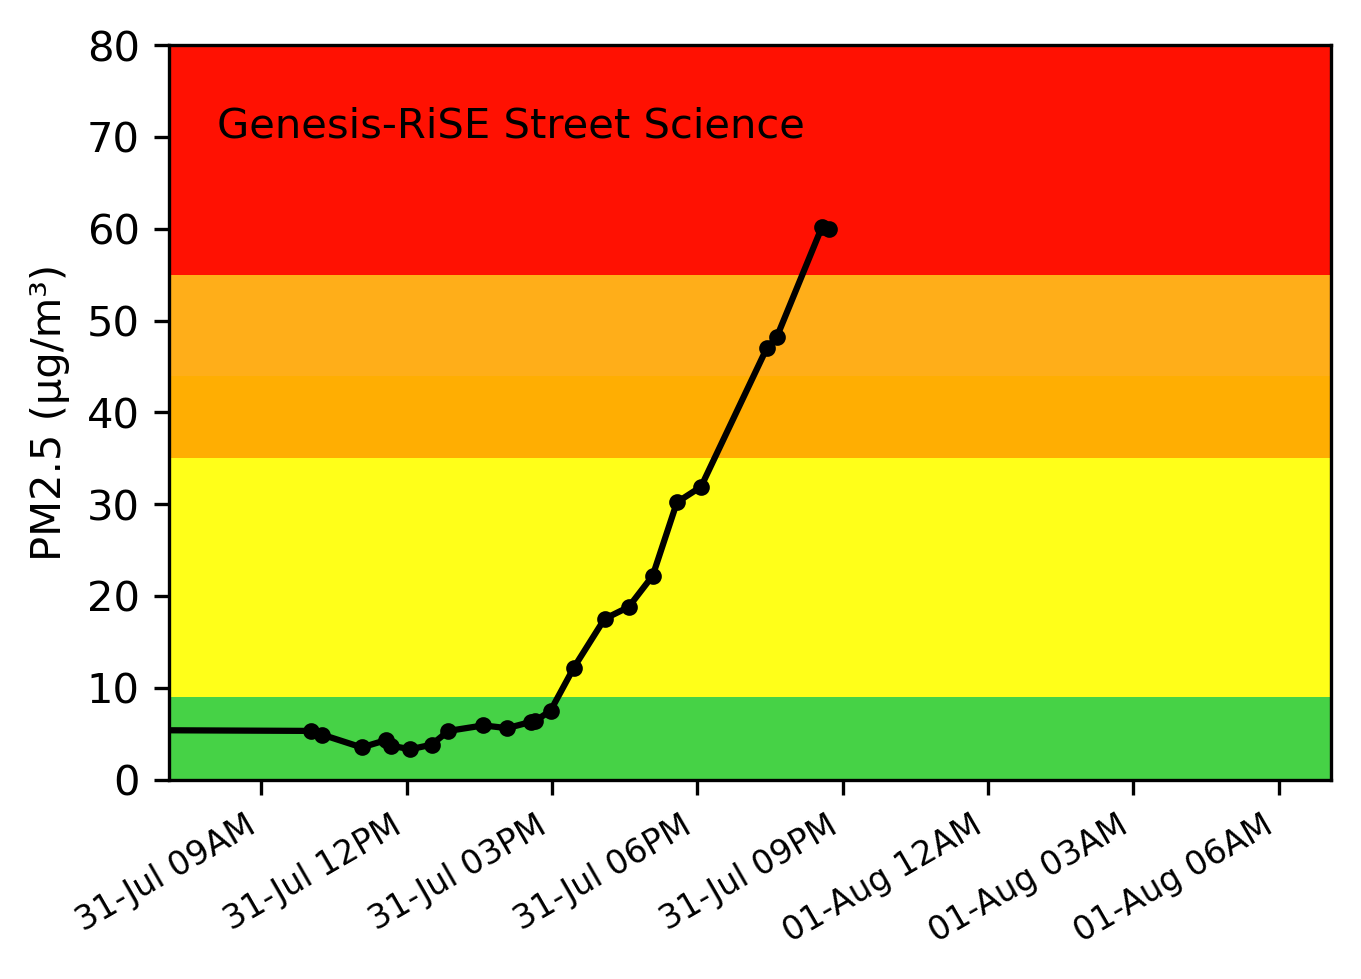 80
Genesis-RiSE Street Science
70
60
50
40
30
20
10
0
PM2.5 (µg/m³)
31-Jul 09AM
31-Jul 12PM
31-Jul 03PM
31-Jul 06PM
31-Jul 09PM
01-Aug 12AM
01-Aug 03AM
01-Aug 06AM